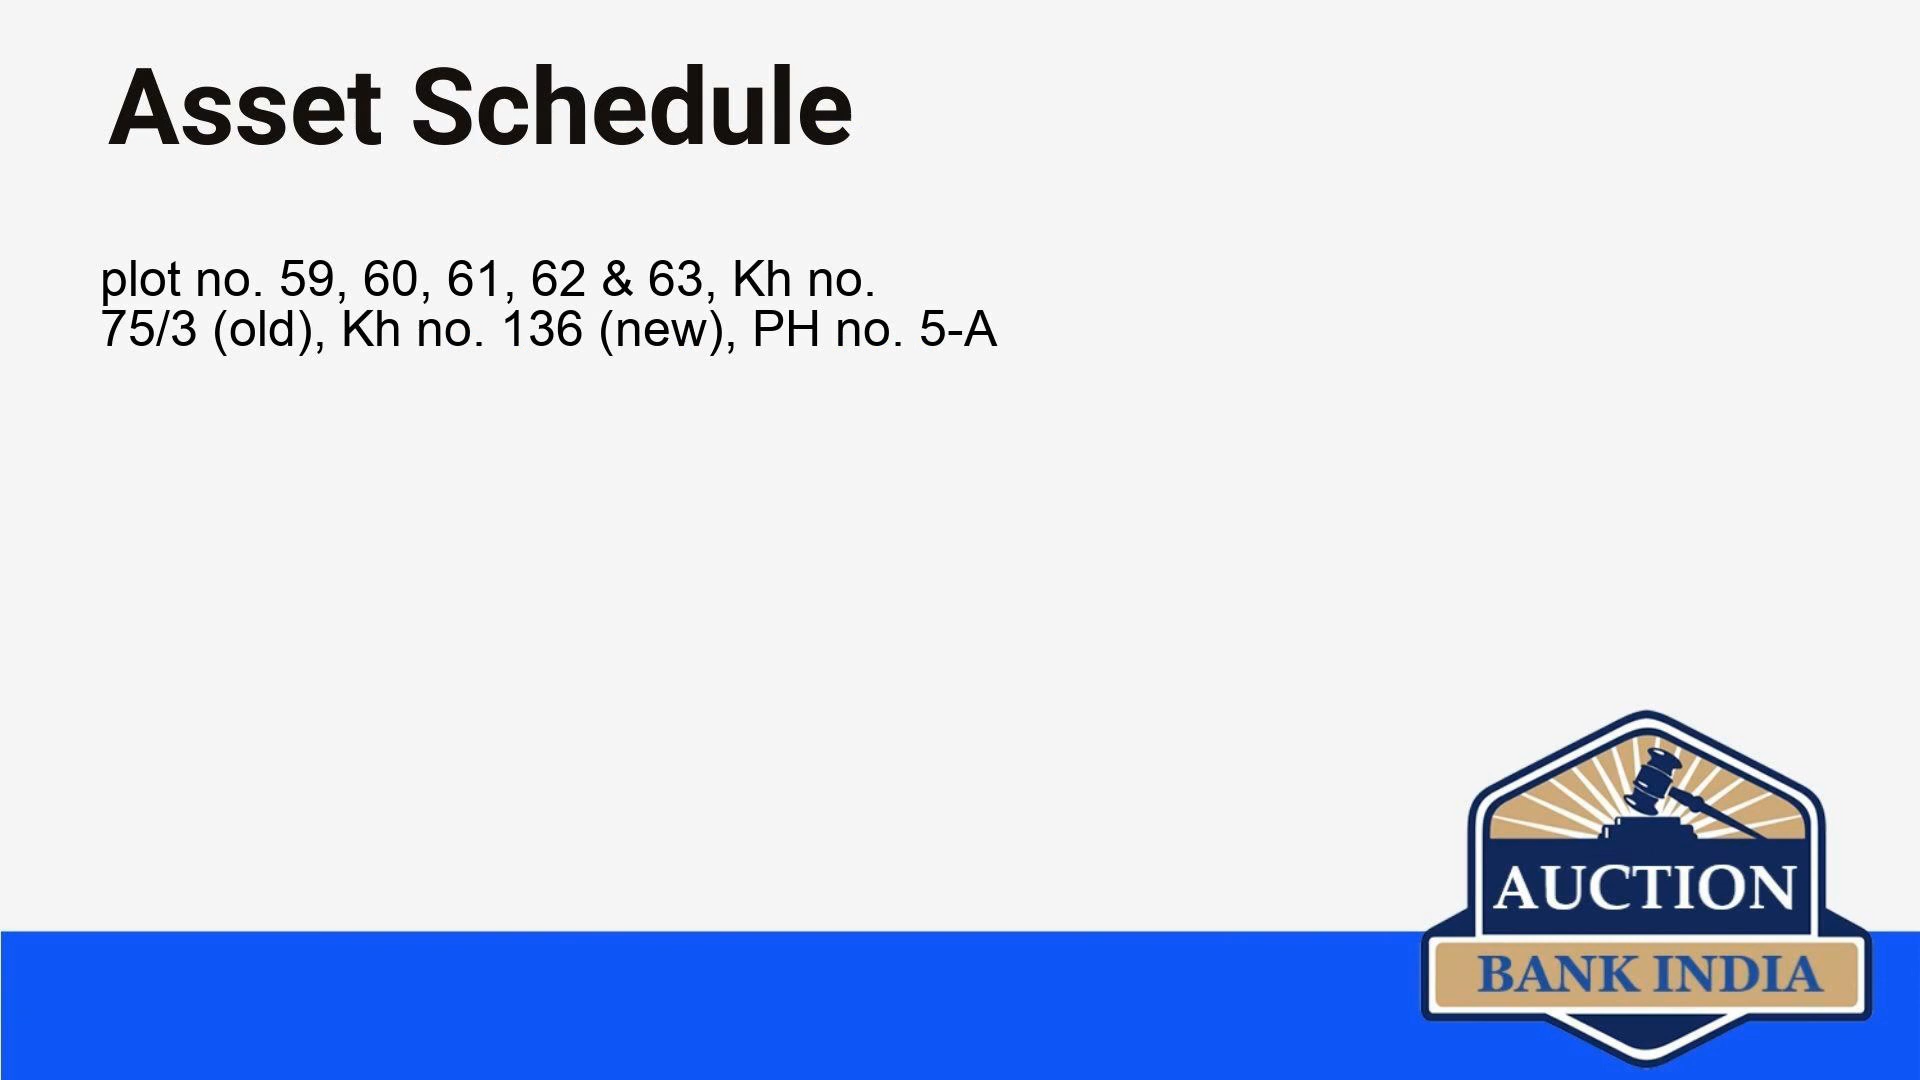 Asset Schedule
plot no. 59, 60, 61, 62 & 63, Kh no.
75/3 (old), Kh no. 136 (new), PH no. 5-A
AUCTION
BANK INDIA